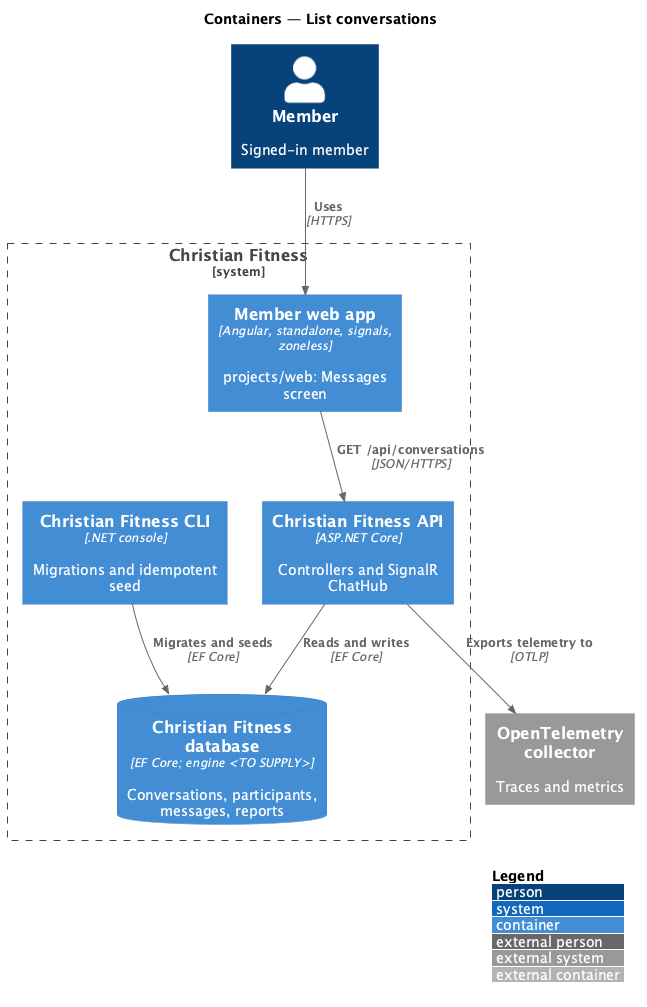 Containers — List conversations
Member
Signed-in member
Uses
[HTTPS]
Christian Fitness
[system]
Member web app
[Angular, standalone, signals,
zoneless]
projects/web: Messages
screen
GET /api/conversations
[JSON/HTTPS]
Christian Fitness CLI
[.NET console]
Migrations and idempotent
seed
Christian Fitness API
[ASP.NET Core]
Controllers and SignalR
ChatHub
Migrates and seeds
[EF Core]
Reads and writes
[EF Core]
Exports telemetry to
[OTLP]
Christian Fitness
database
[EF Core; engine <TO SUPPLY>]
Conversations, participants,
messages, reports
OpenTelemetry
collector
Traces and metrics
Legend
person
system
container
external person
external system
external container